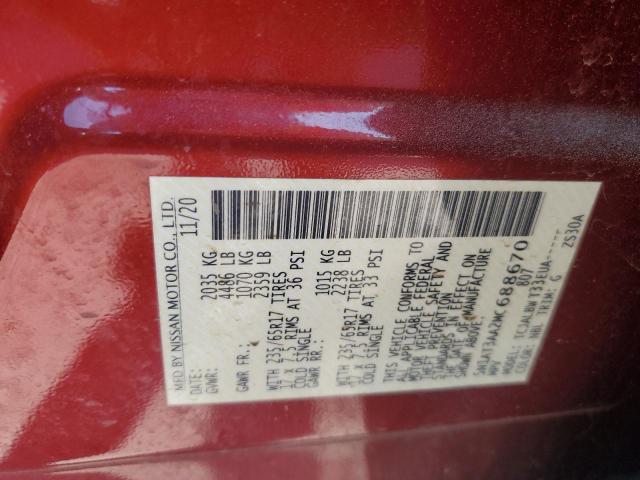 MFD BY NISSAN MOTOR CO., LTD.
DATE: 11/20
GVWR: 2035 KG
4486 LB
GAWR FR.: 1070 KG
2359 LB
WITH 235/65R17 TIRES
17 X 7.5 RIMS AT 36 PSI
COLD SINGLE
GAWR RR.: 1015 KG
2238 LB
WITH 235/65R17 TIRES
17 X 7.5 RIMS AT 33 PSI
COLD SINGLE
THIS VEHICLE CONFORMS TO
ALL APPLICABLE FEDERAL
MOTOR VEHICLE SAFETY AND
THEFT PREVENTION
STANDARDS IN EFFECT ON
THE DATE OF MANUFACTURE
SHOWN ABOVE.
5N1AT3AA2MC688670
MPV 807
COLOR: NBL TRIM: G
ZS30A